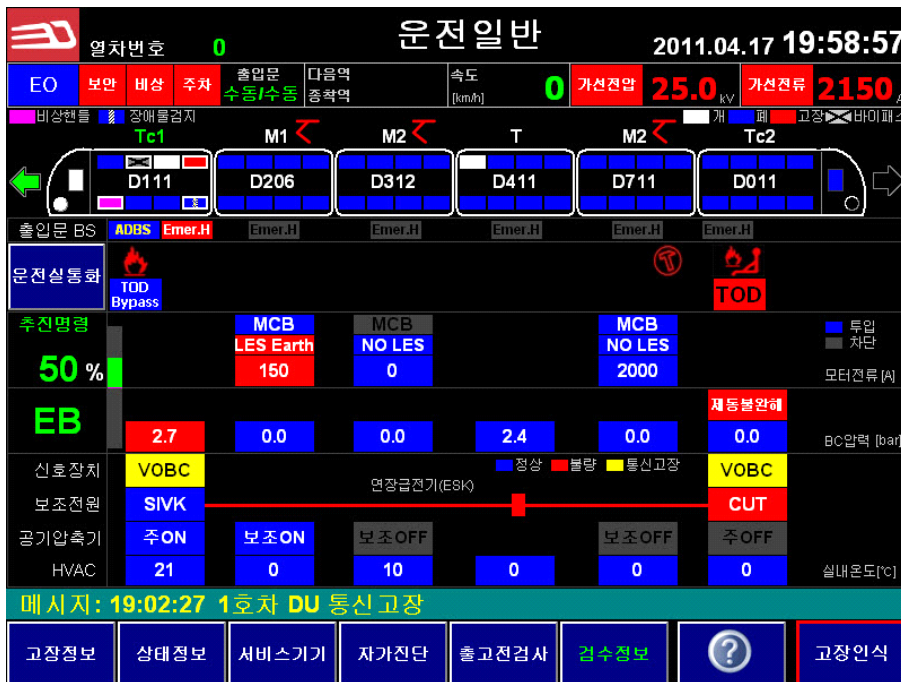 운전일반
열차번호 0
2011.04.17 19:58:57
EO 보안 비상 주차 출입문 수동/수동 다음역 종착역 속도 [km/h] 0 가선전압 25.0 kV 가선전류 2150
비상핸들 장애물검지 개 폐 고장 바이패스
Tc1 M1 M2 T M2 Tc2
D111 D206 D312 D411 D711 D011
출입문 BS ADBS Emer.H Emer.H Emer.H Emer.H Emer.H Emer.H
운전실통화 TOD Bypass TOD
추진명령 MCB MCB MCB 투입
LES Earth NO LES NO LES 차단
50 % 150 0 2000 모터전류 [A]
제동불완해
EB 2.7 0.0 0.0 2.4 0.0 0.0 BC압력 [bar]
정상 불량 통신고장
신호장치 VOBC VOBC
연장급전기(ESK)
보조전원 SIVK CUT
공기압축기 주ON 보조ON 보조OFF 보조OFF 주OFF
HVAC 21 0 10 0 0 0 실내온도[°C]
메시지: 19:02:27 1호차 DU 통신고장
고장정보 상태정보 서비스기기 자가진단 출고전검사 검수정보 ? 고장인식